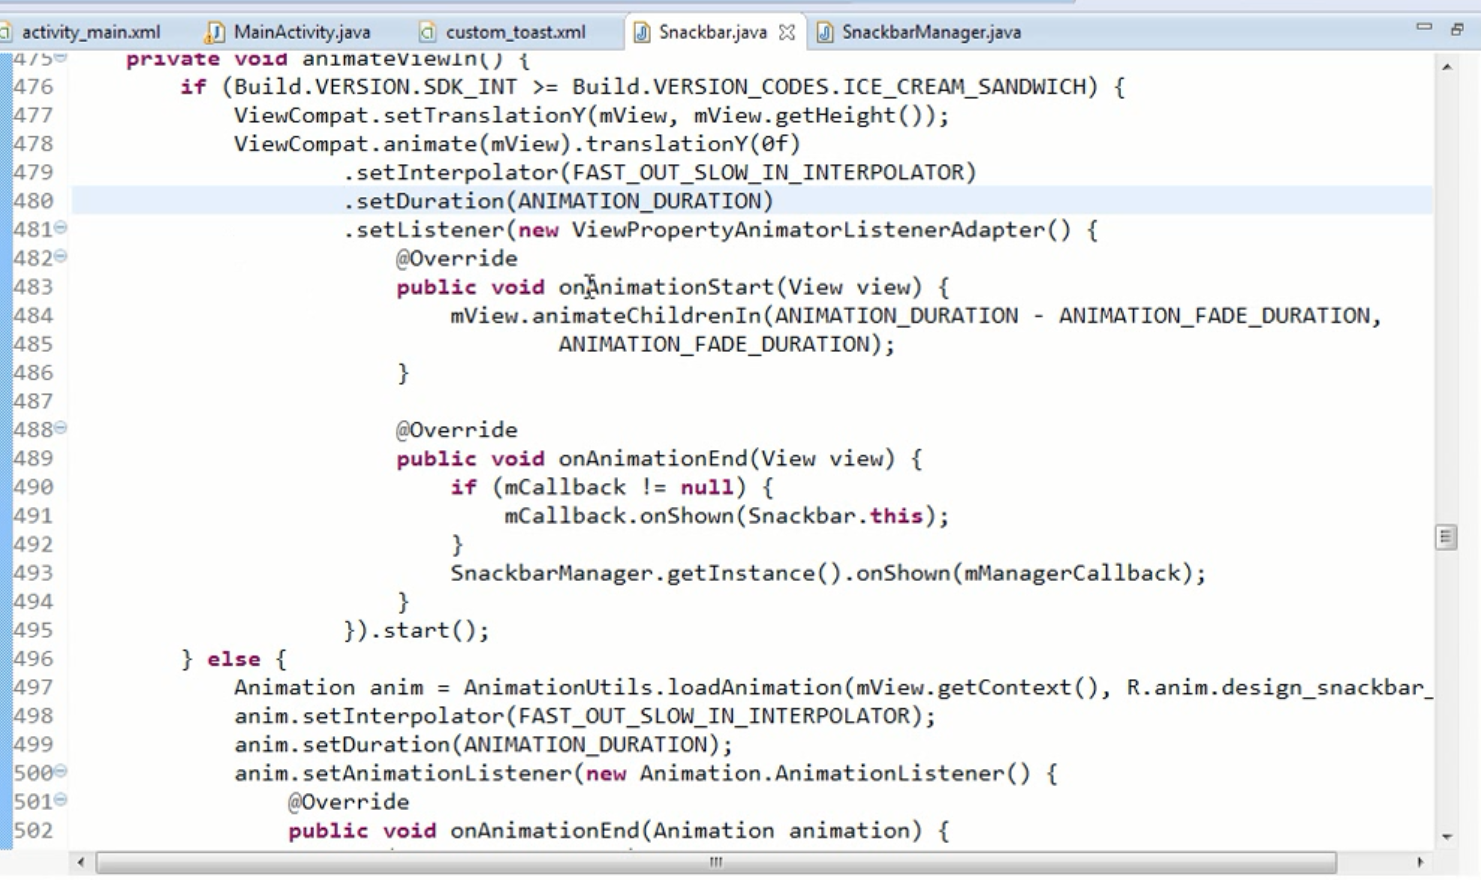 activity_main.xml MainActivity.java custom_toast.xml Snackbar.java SnackbarManager.java
475 private void animateViewIn() {
476 if (Build.VERSION.SDK_INT >= Build.VERSION_CODES.ICE_CREAM_SANDWICH) {
477 ViewCompat.setTranslationY(mView, mView.getHeight());
478 ViewCompat.animate(mView).translationY(0f)
479 .setInterpolator(FAST_OUT_SLOW_IN_INTERPOLATOR)
480 .setDuration(ANIMATION_DURATION)
481 .setListener(new ViewPropertyAnimatorListenerAdapter() {
482 @Override
483 public void onAnimationStart(View view) {
484 mView.animateChildrenIn(ANIMATION_DURATION - ANIMATION_FADE_DURATION,
485 ANIMATION_FADE_DURATION);
486 }
487
488 @Override
489 public void onAnimationEnd(View view) {
490 if (mCallback != null) {
491 mCallback.onShown(Snackbar.this);
492 }
493 SnackbarManager.getInstance().onShown(mManagerCallback);
494 }
495 }).start();
496 } else {
497 Animation anim = AnimationUtils.loadAnimation(mView.getContext(), R.anim.design_snackbar_
498 anim.setInterpolator(FAST_OUT_SLOW_IN_INTERPOLATOR);
499 anim.setDuration(ANIMATION_DURATION);
500 anim.setAnimationListener(new Animation.AnimationListener() {
501 @Override
502 public void onAnimationEnd(Animation animation) {